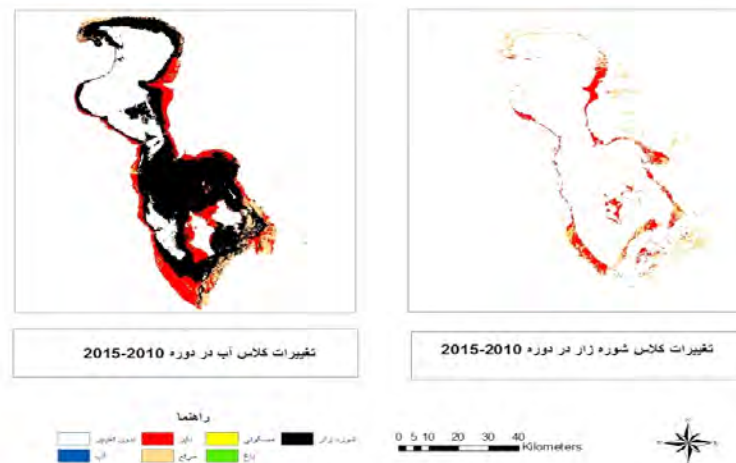 تغییرات کلاس آب در دوره 2010-2015
تغییرات کلاس شوره زار در دوره 2010-2015
راهنما
بدون تغییر بایر مسکونی شوره زار
آب مرتع باغ
0 5 10 20 30 40
Kilometers